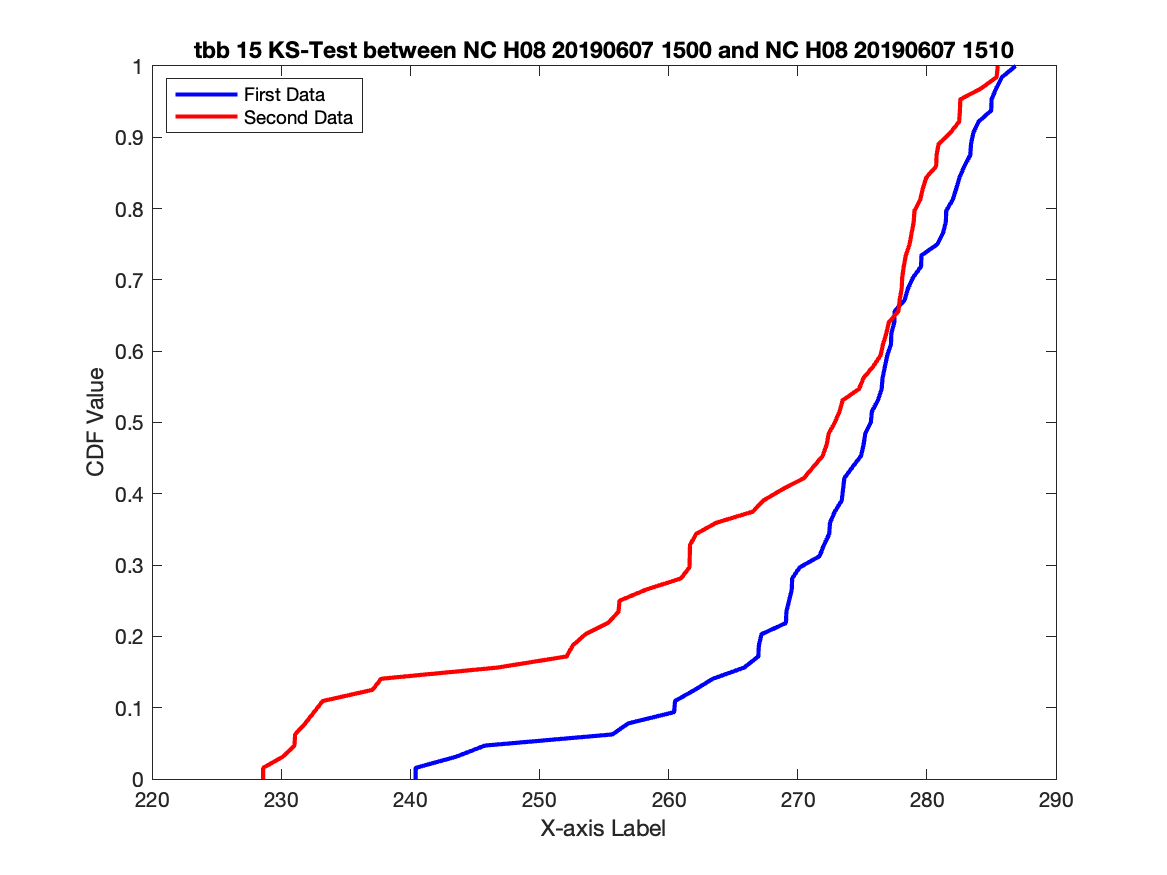 tbb 15 KS-Test between NC H08 20190607 1500 and NC H08 20190607 1510
First Data
Second Data
1
0.9
0.8
0.7
0.6
0.5
0.4
0.3
0.2
0.1
0
CDF Value
220 230 240 250 260 270 280 290
X-axis Label